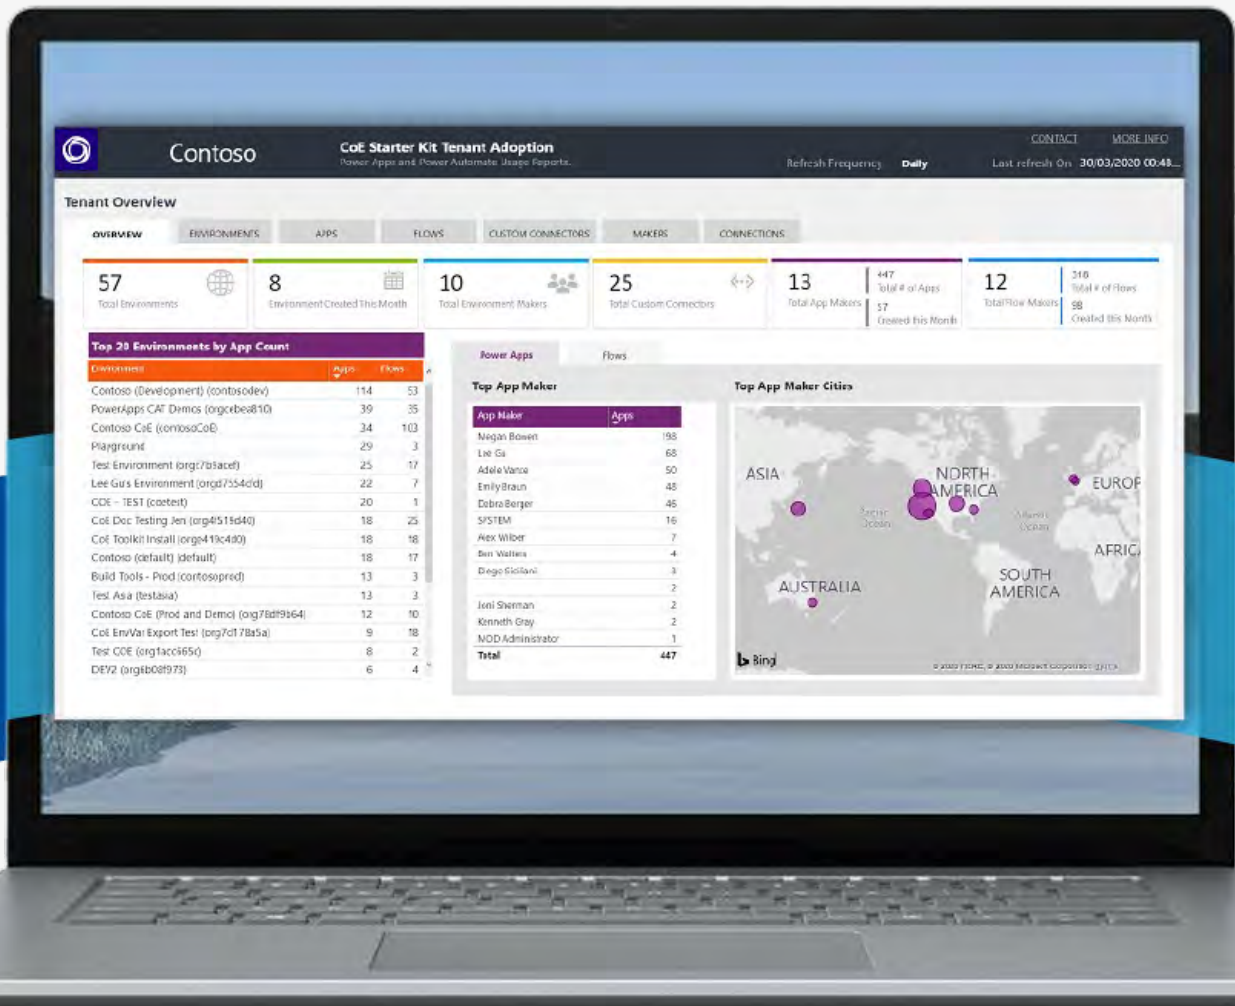 Contoso
CoE Starter Kit Tenant Adoption
Power Apps and Power Automate Usage Reports.
CONTACT MORE INFO
Refresh Frequency Daily Last refresh On 30/03/2020 00:48...
Tenant Overview
OVERVIEW ENVIRONMENTS APPS FLOWS CUSTOM CONNECTORS MAKERS CONNECTIONS
57
Total Environments
8
Environment Created This Month
10
Total Environment Makers
25
Total Custom Connectors
13
Total App Makers
447
Total # of Apps
57
Created this Month
12
Total Flow Makers
Total # of Flows
98
Created this Month
Top 20 Environments by App Count
Environment Apps Flows
Contoso (Development) (contosodev) 114 53
PowerApps CAT Demos 39 35
Contoso CoE (contosoCoE) 34 103
Playground 29 3
Test Environment 25 17
Lee Gu's Environment 22 7
COE - TEST (coetest) 20 1
CoE Doc Testing Jen 18 25
CoE Toolkit Install 18 18
Contoso (default) (default) 18 17
Build Tools - Prod (contosoprod) 13 3
Test Asia (testasia) 13 3
Contoso CoE (Prod and Demo) (org78df9b64) 12 10
CoE EnvVar Export Test 9 18
Test COE 8 2
DEV2 (org6b08f973) 6 4
Power Apps Flows
Top App Maker
App Maker Apps
Megan Bowen 198
Lee Gu 68
Adele Vance 50
Emily Braun 48
Debra Berger 46
SYSTEM 16
Alex Wilber 7
Ben Walters 4
Diego Siciliani 3
2
Joni Sherman 2
Kenneth Gray 2
MOD Administrator 1
Total 447
Top App Maker Cities
ASIA
NORTH
AMERICA
EUROP
Pacific
Ocean
Atlantic
Ocean
AFRIC
SOUTH
AMERICA
AUSTRALIA
Bing